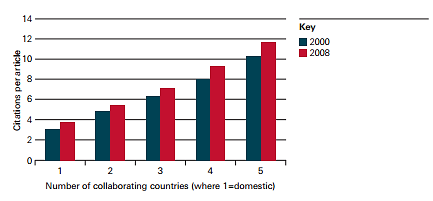 14
12
10
8
6
4
2
0
Citations per article
1 2 3 4 5
Number of collaborating countries (where 1=domestic)
Key
2000
2008